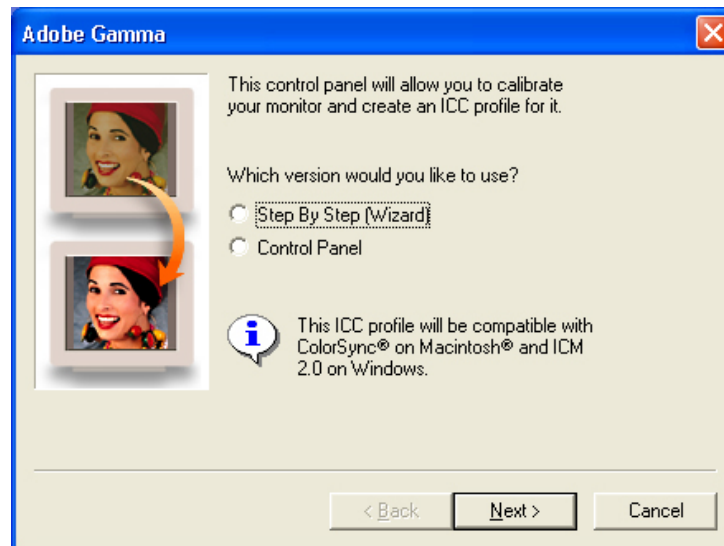 Adobe Gamma
This control panel will allow you to calibrate
your monitor and create an ICC profile for it.
Which version would you like to use?
Step By Step (Wizard)
Control Panel
This ICC profile will be compatible with
ColorSync® on Macintosh® and ICM
2.0 on Windows.
< Back Next > Cancel